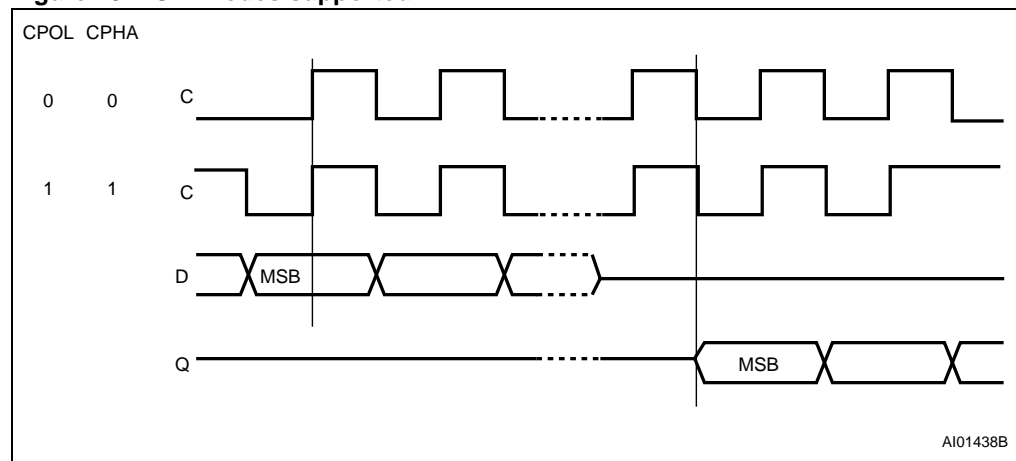 CPOL CPHA
0 0 C
1 1 C
D MSB
Q MSB
AI01438B